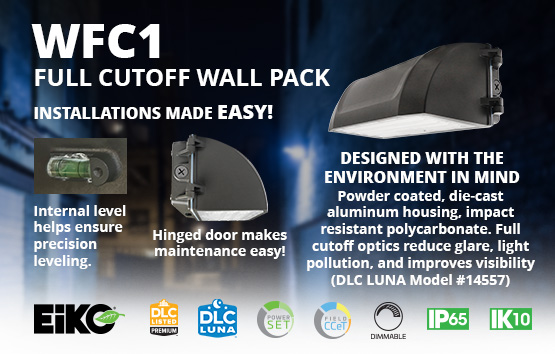 WFC1
FULL CUTOFF WALL PACK
INSTALLATIONS MADE EASY!
Internal level
helps ensure
precision
leveling.
Hinged door makes
maintenance easy!
DESIGNED WITH THE
ENVIRONMENT IN MIND
Powder coated, die-cast
aluminum housing, impact
resistant polycarbonate. Full
cutoff optics reduce glare, light
pollution, and improves visibility
(DLC LUNA Model #14557)
EiKO
DLC
LISTED
PREMIUM
DLC
LUNA
POWER
SET
FIELD
CCeT
DIMMABLE
IP65
IK10